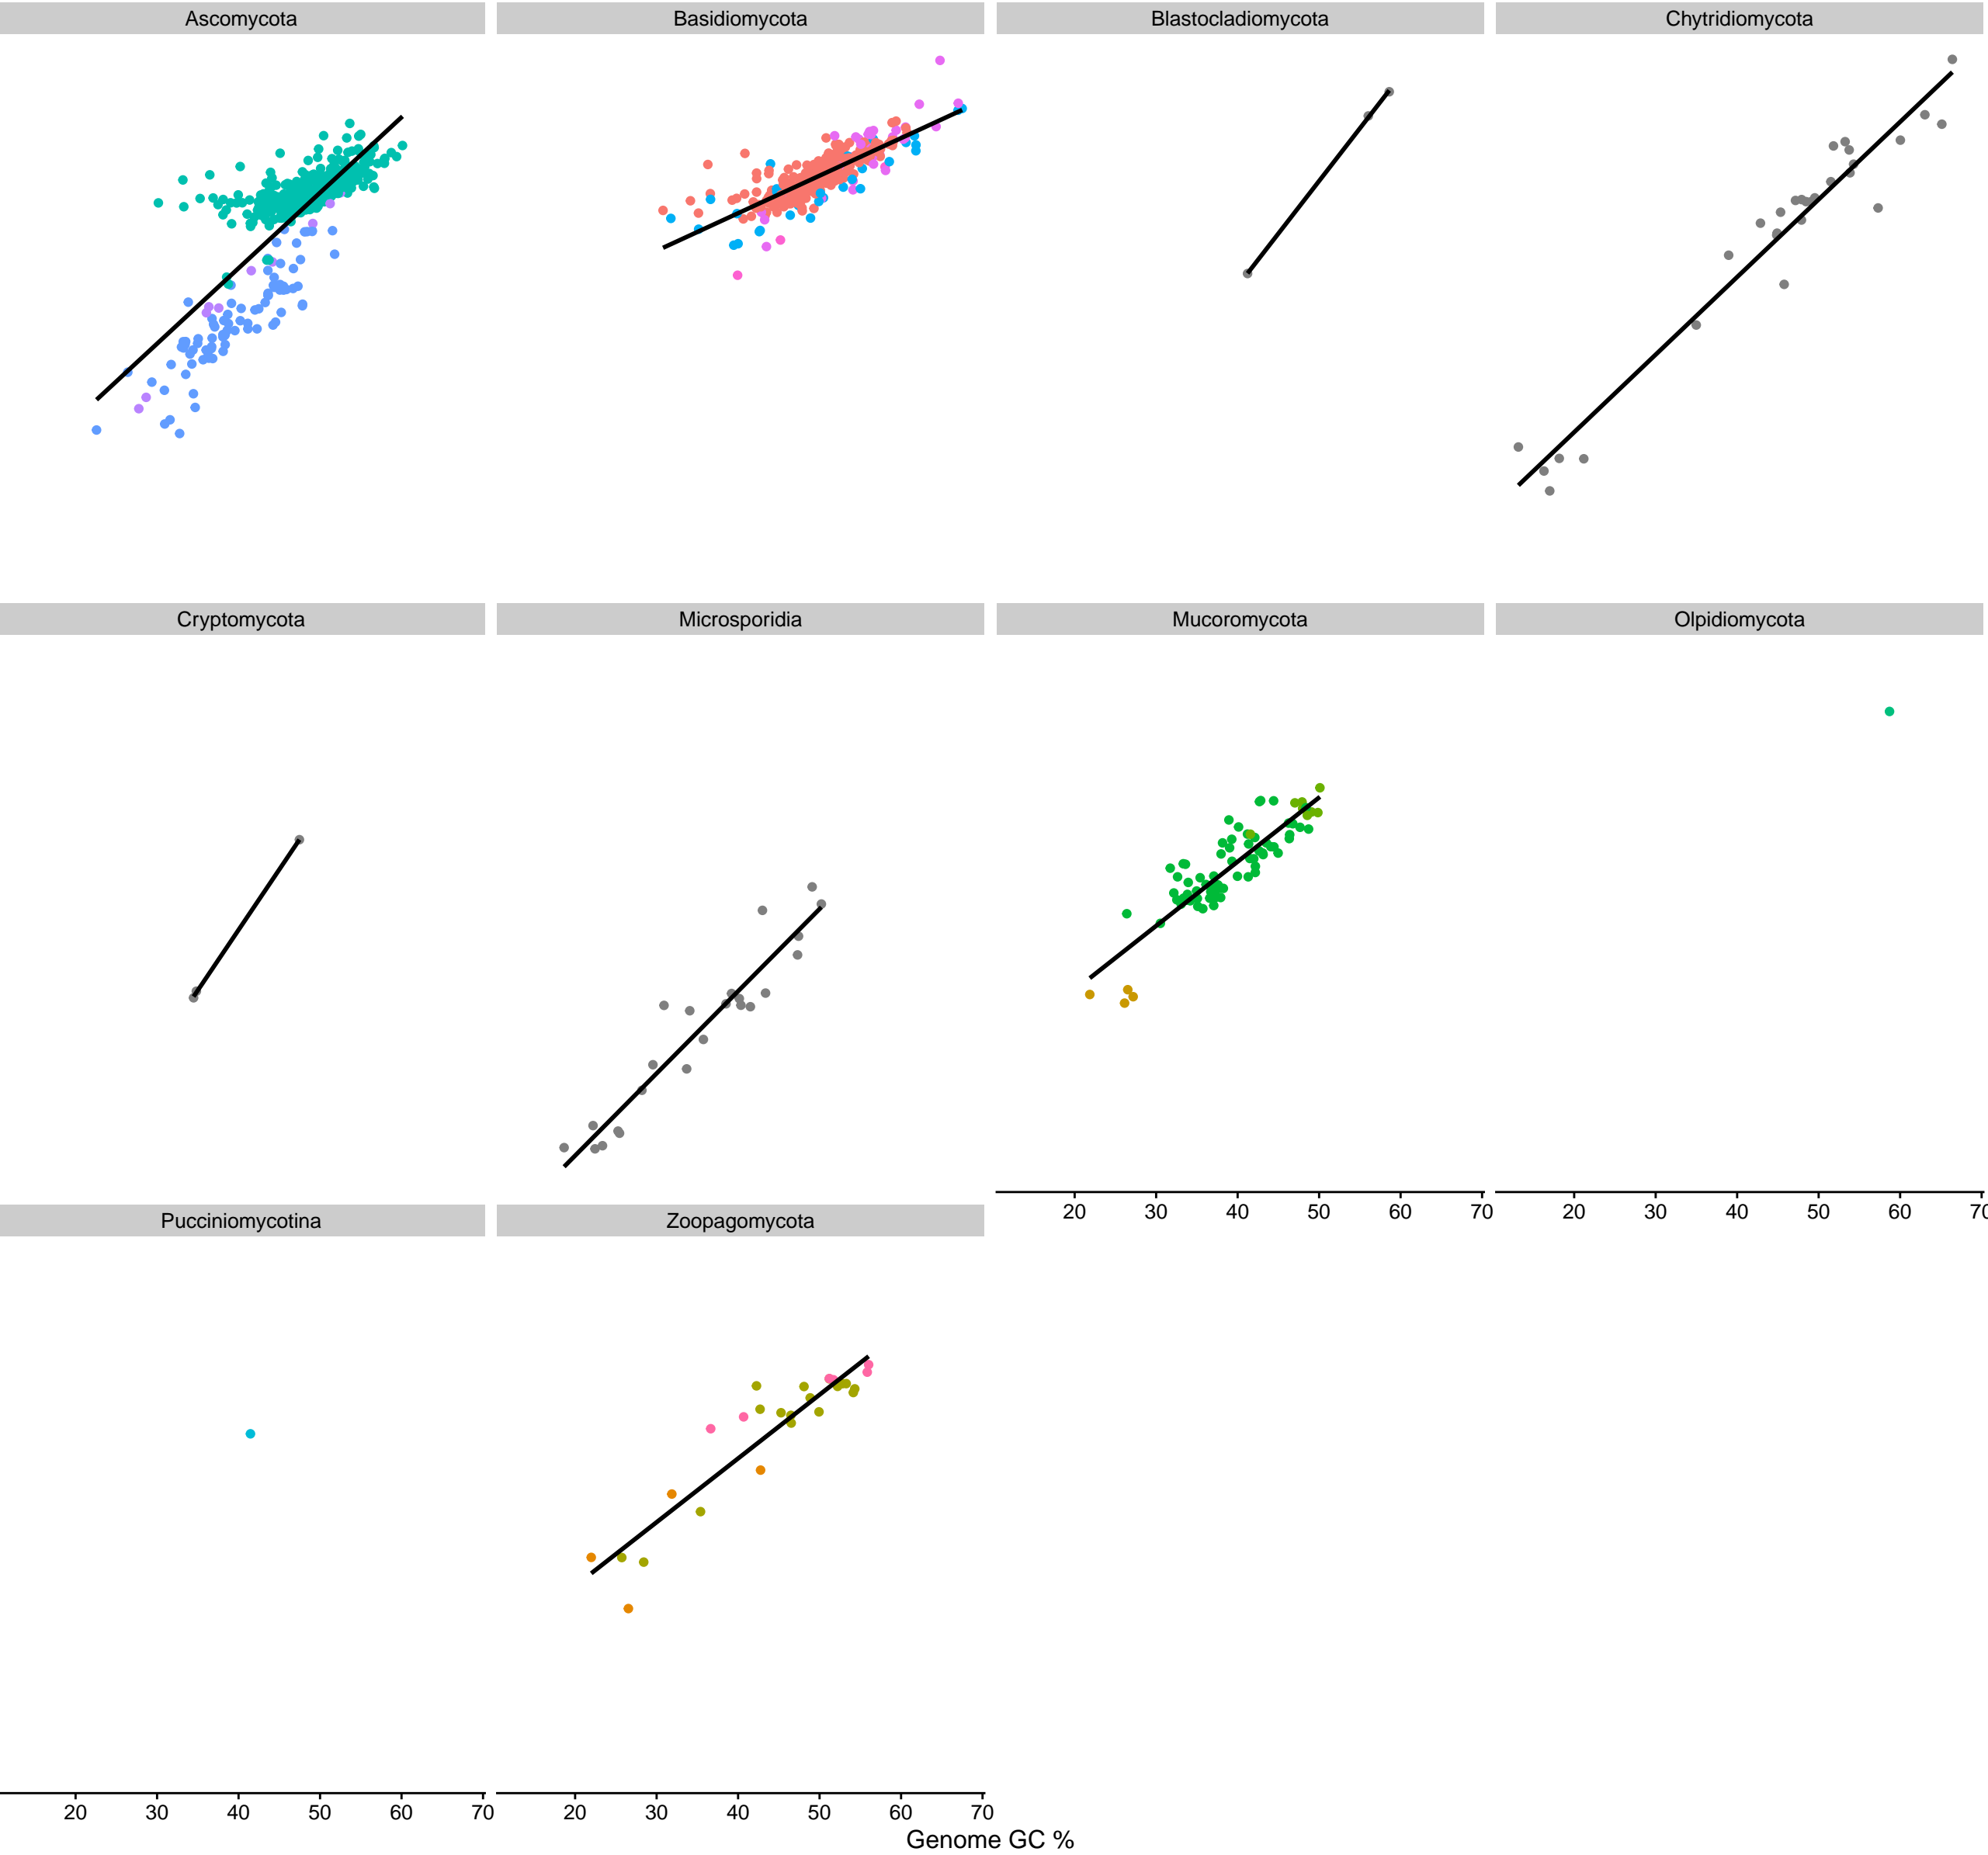 Ascomycota
Basidiomycota
Blastocladiomycota
Chytridiomycota
Cryptomycota
Microsporidia
Mucoromycota
Olpidiomycota
20 30 40 50 60 70
20 30 40 50 60 70
Pucciniomycotina
Zoopagomycota
20 30 40 50 60 70
20 30 40 50 60 70
Genome GC %